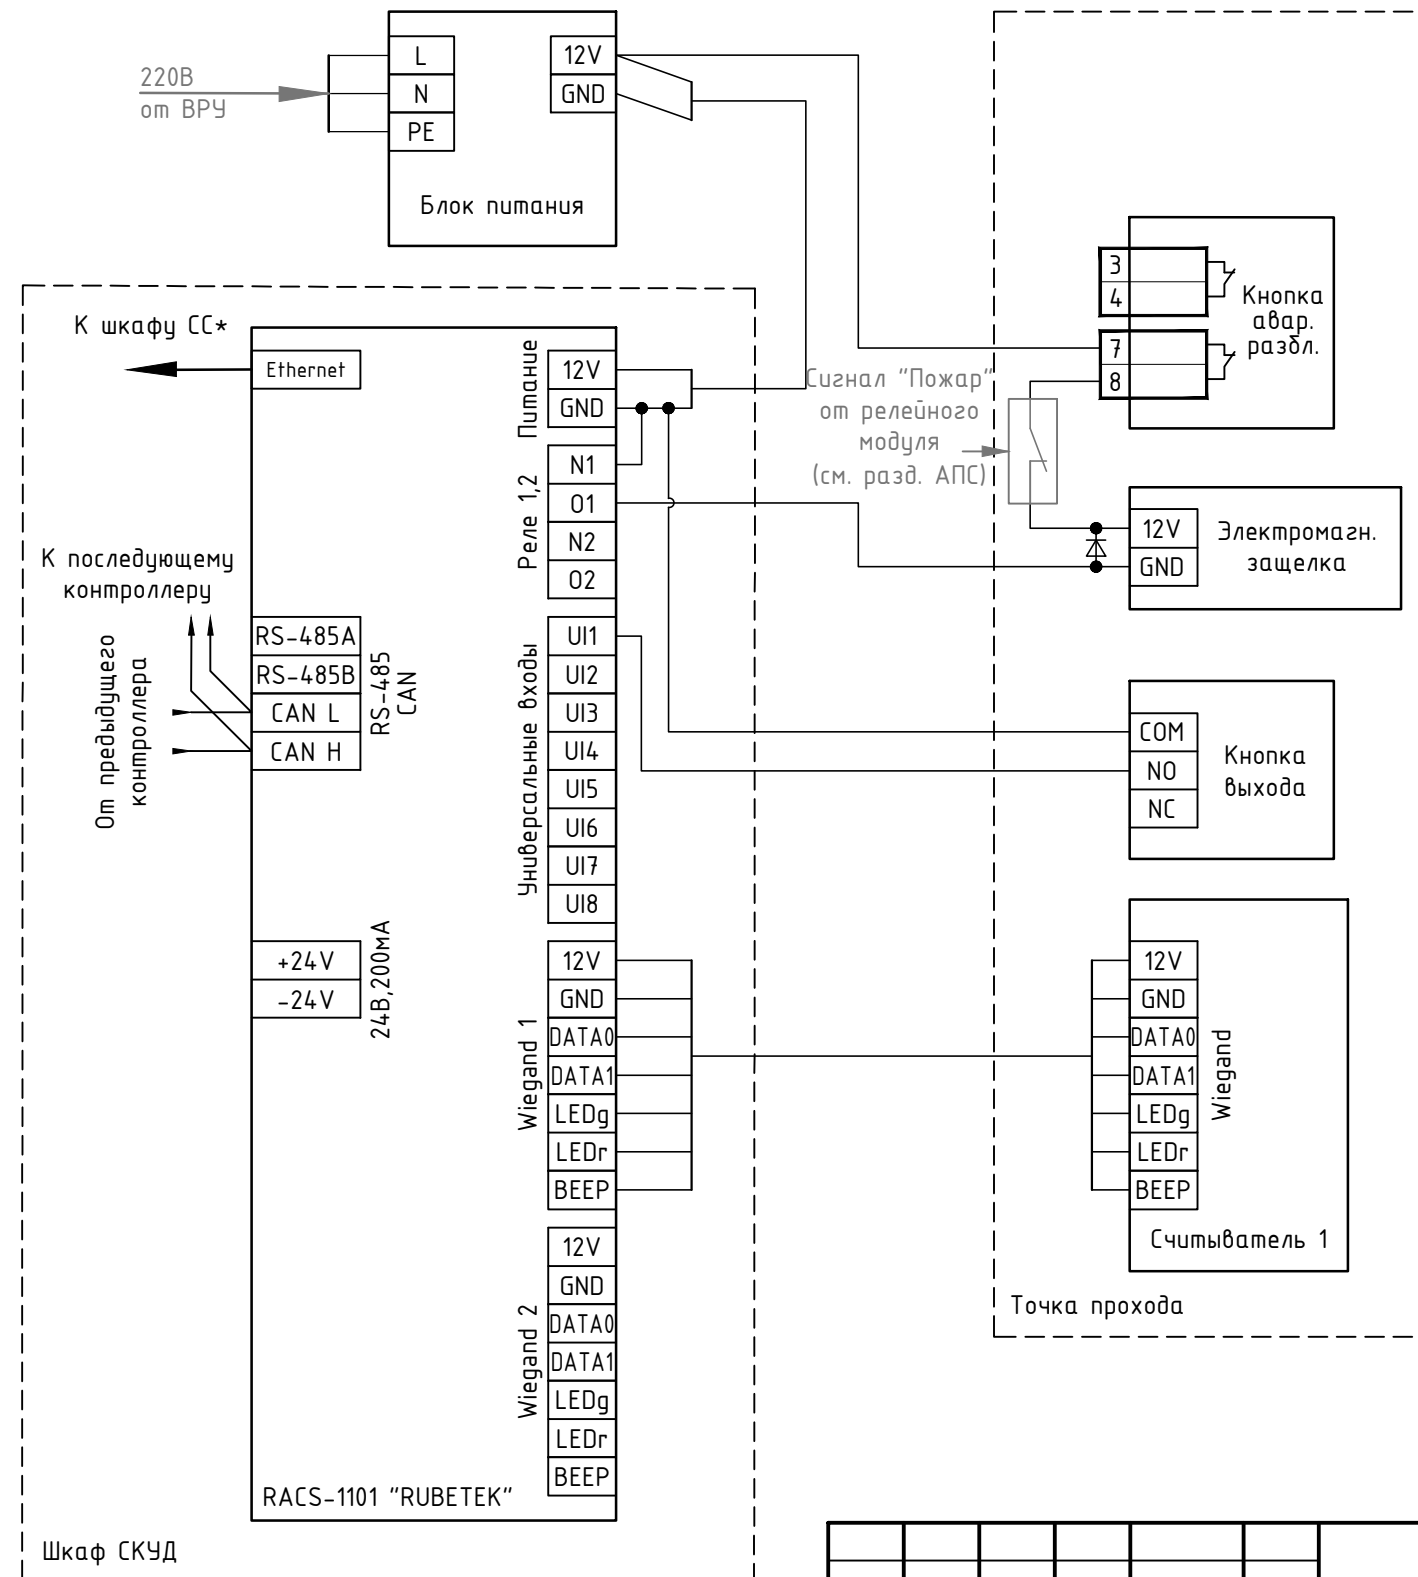 220В
от ВРУ
L
N
PE
12V
GND
Блок питания
К шкафу СС*
Ethernet
Питание
12V
GND
Реле 1,2
N1
O1
N2
O2
К последующему
контроллеру
От предыдущего
контроллера
RS-485A
RS-485B
CAN L
CAN H
RS-485
CAN
Универсальные входы
UI1
UI2
UI3
UI4
UI5
UI6
UI7
UI8
+24V
-24V
24В,200мА
Wiegand 1
12V
GND
DATA0
DATA1
LEDg
LEDr
BEEP
Wiegand 2
12V
GND
DATA0
DATA1
LEDg
LEDr
BEEP
RACS-1101 "RUBETEK"
Шкаф СКУД
3
4
7
8
Кнопка
авар.
разбл.
Сигнал "Пожар"
от релейного
модуля
(см. разд. АПС)
12V
GND
Электромагн.
защелка
COM
NO
NC
Кнопка
выхода
12V
GND
DATA0
DATA1
LEDg
LEDr
BEEP
Wiegand
Считыватель 1
Точка прохода